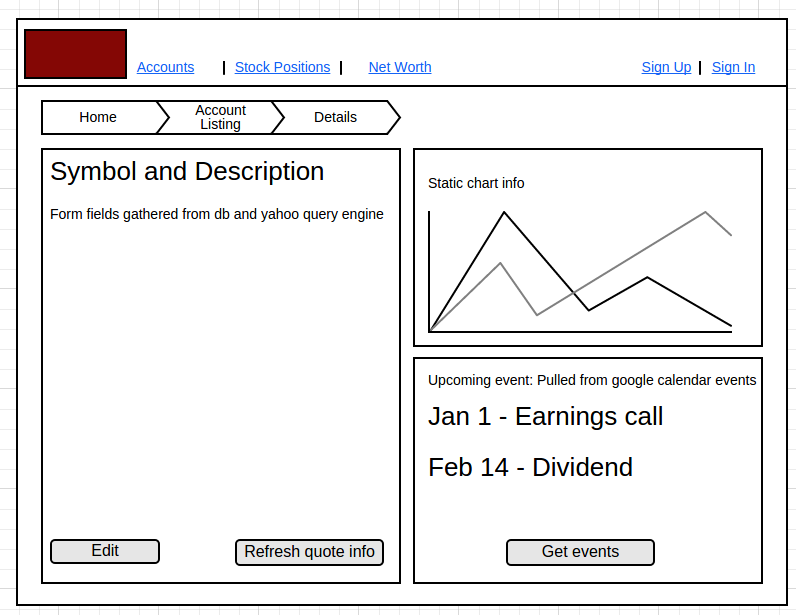 Accounts | Stock Positions | Net Worth
Sign Up | Sign In
Home
Account
Listing
Details
Symbol and Description
Form fields gathered from db and yahoo query engine
Edit
Refresh quote info
Static chart info
Upcoming event: Pulled from google calendar events
Jan 1 - Earnings call
Feb 14 - Dividend
Get events